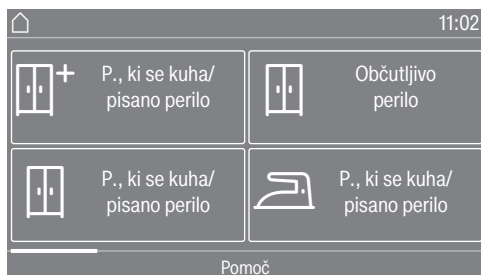 11:02
P., ki se kuha/
pisano perilo
Občutljivo
perilo
P., ki se kuha/
pisano perilo
P., ki se kuha/
pisano perilo
Pomoč